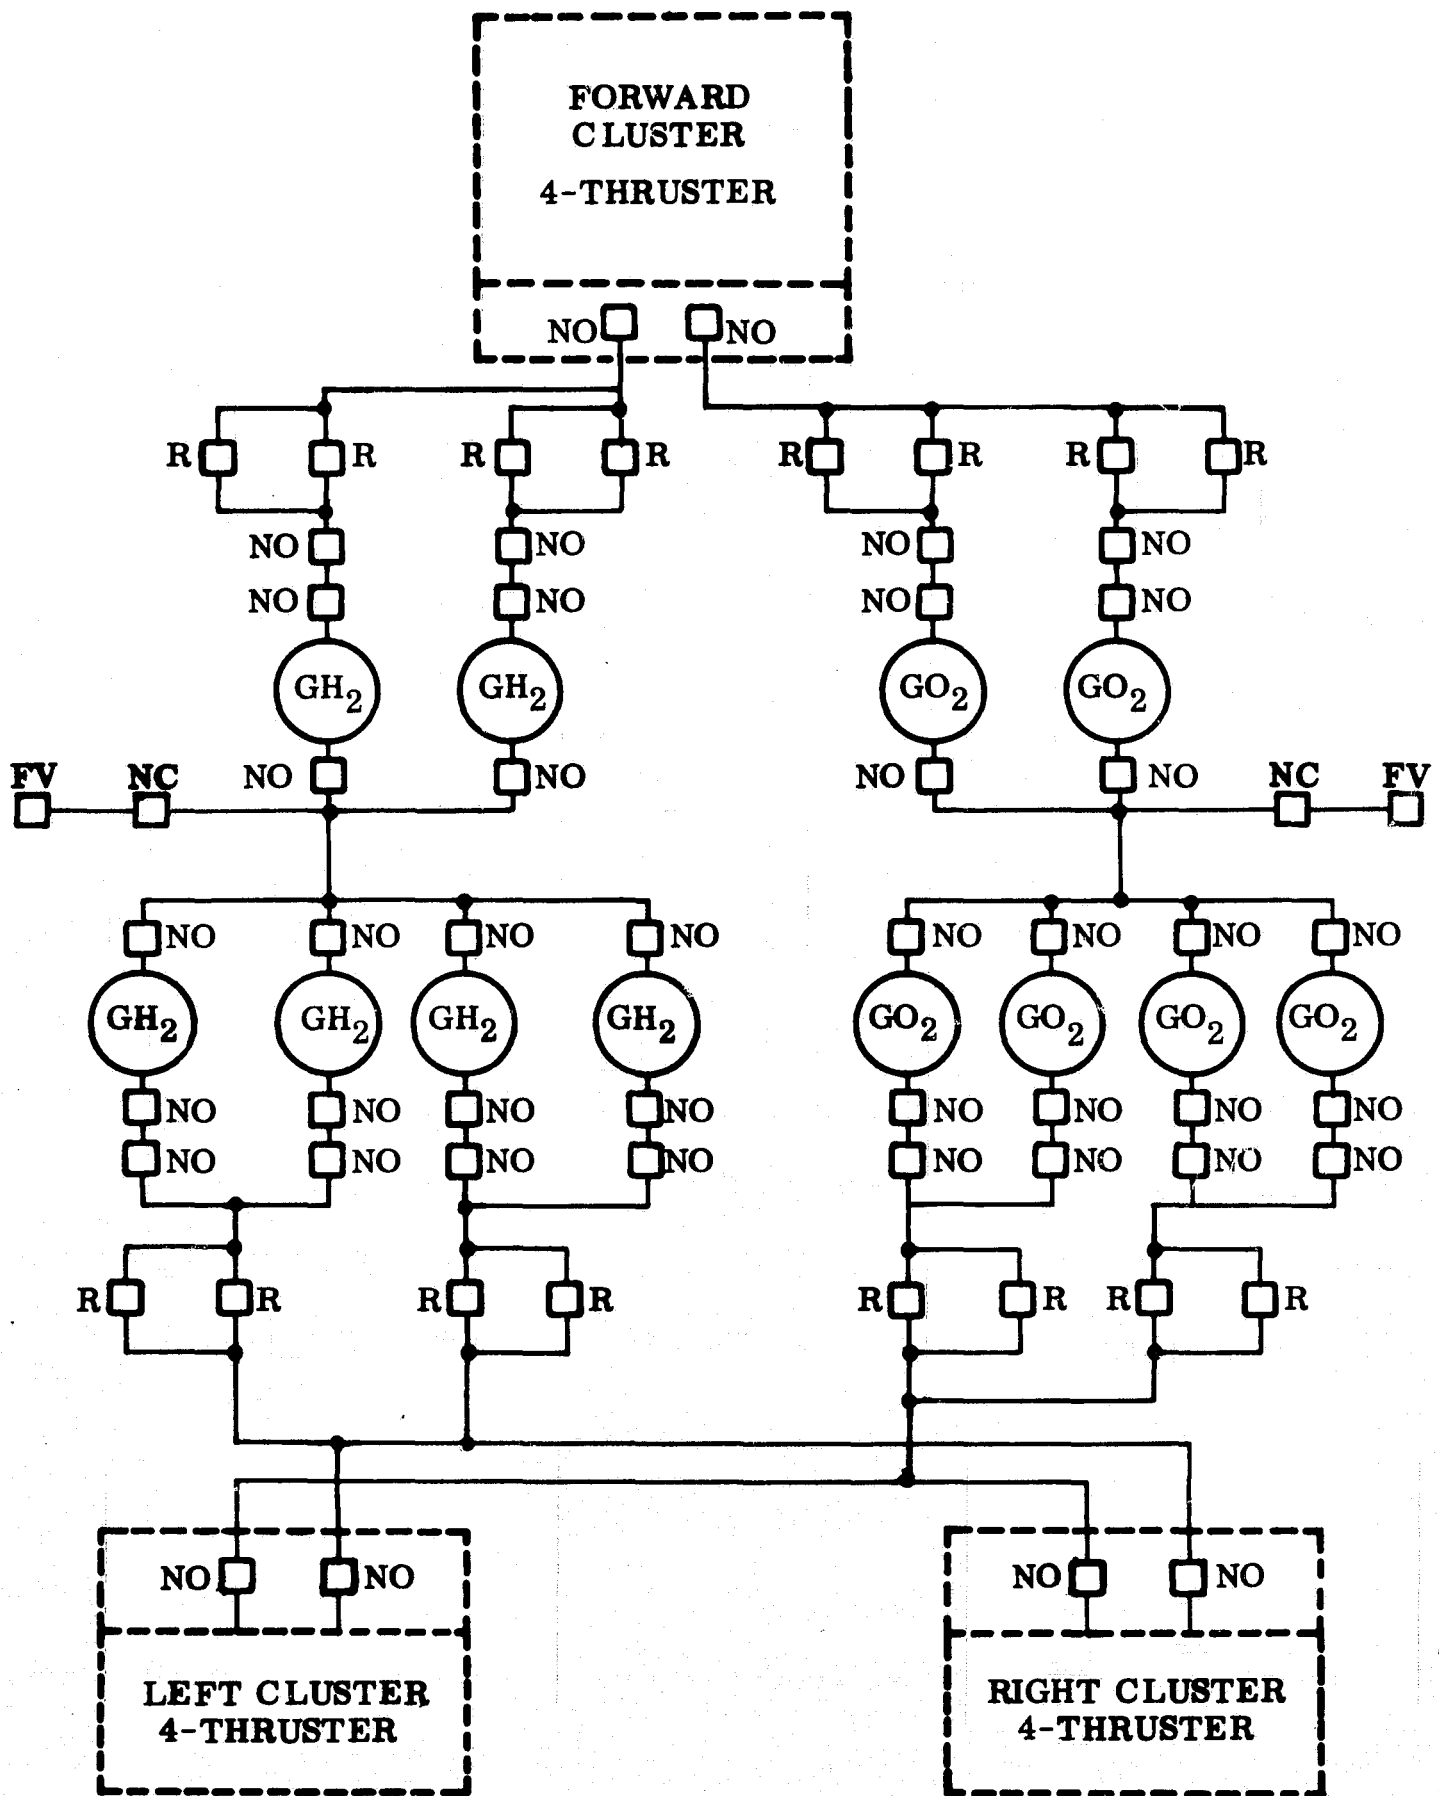 FORWARD
CLUSTER
4-THRUSTER
NO NO
R R R R R R R R
NO NO NO NO
NO NO NO NO
GH2 GH2 GO2 GO2
FV NC NO NO NO NO NC FV
NO NO NO NO NO NO NO NO
GH2 GH2 GH2 GH2 GO2 GO2 GO2 GO2
NO NO NO NO NO NO NO NO
NO NO NO NO NO NO NO NO
R R R R R R R R
NO NO NO NO
LEFT CLUSTER
4-THRUSTER
RIGHT CLUSTER
4-THRUSTER